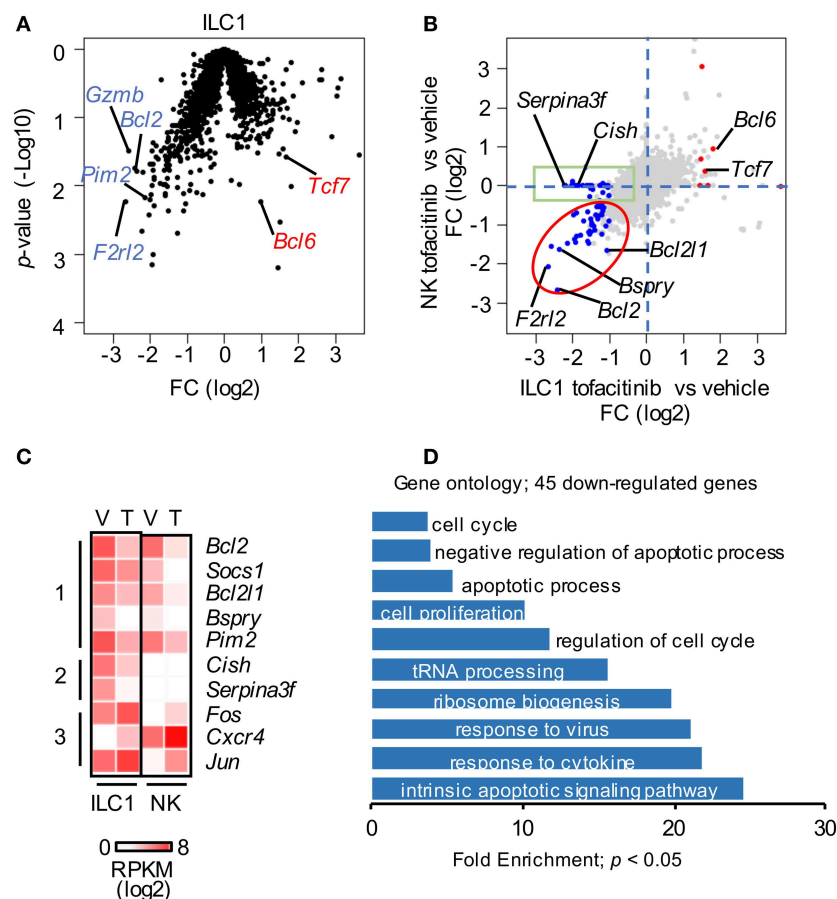 A
ILC1
0
1
2
3
4
p-value (-Log10)
Gzmb
Bcl2
Pim2
F2rl2
Tcf7
Bcl6
-3 -2 -1 0 1 2 3
FC (log2)
B
3
2
1
0
-1
-2
-3
NK tofacitinib vs vehicle
FC (log2)
Serpina3f
Cish
Bcl6
Tcf7
Bcl2l1
Bspry
Bcl2
F2rl2
-3 -2 -1 0 1 2 3
ILC1 tofacitinib vs vehicle
FC (log2)
C
V T V T
1
2
3
Bcl2
Socs1
Bcl2l1
Bspry
Pim2
Cish
Serpina3f
Fos
Cxcr4
Jun
ILC1 NK
0 8
RPKM
(log2)
D
Gene ontology; 45 down-regulated genes
cell cycle
negative regulation of apoptotic process
apoptotic process
cell proliferation
regulation of cell cycle
tRNA processing
ribosome biogenesis
response to virus
response to cytokine
intrinsic apoptotic signaling pathway
0 10 20 30
Fold Enrichment; p < 0.05